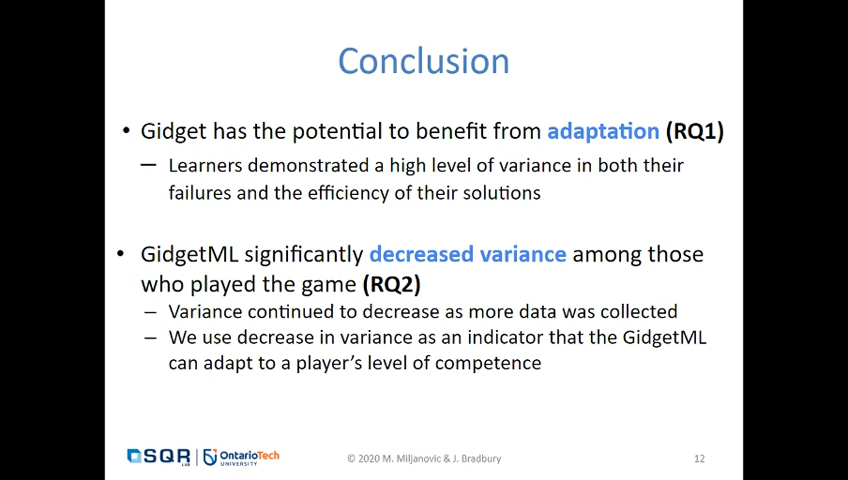 Conclusion
• Gidget has the potential to benefit from adaptation (RQ1)
– Learners demonstrated a high level of variance in both their
failures and the efficiency of their solutions
• GidgetML significantly decreased variance among those
who played the game (RQ2)
– Variance continued to decrease as more data was collected
– We use decrease in variance as an indicator that the GidgetML
can adapt to a player's level of competence
SQR LAB OntarioTech UNIVERSITY © 2020 M. Miljanovic & J. Bradbury 12